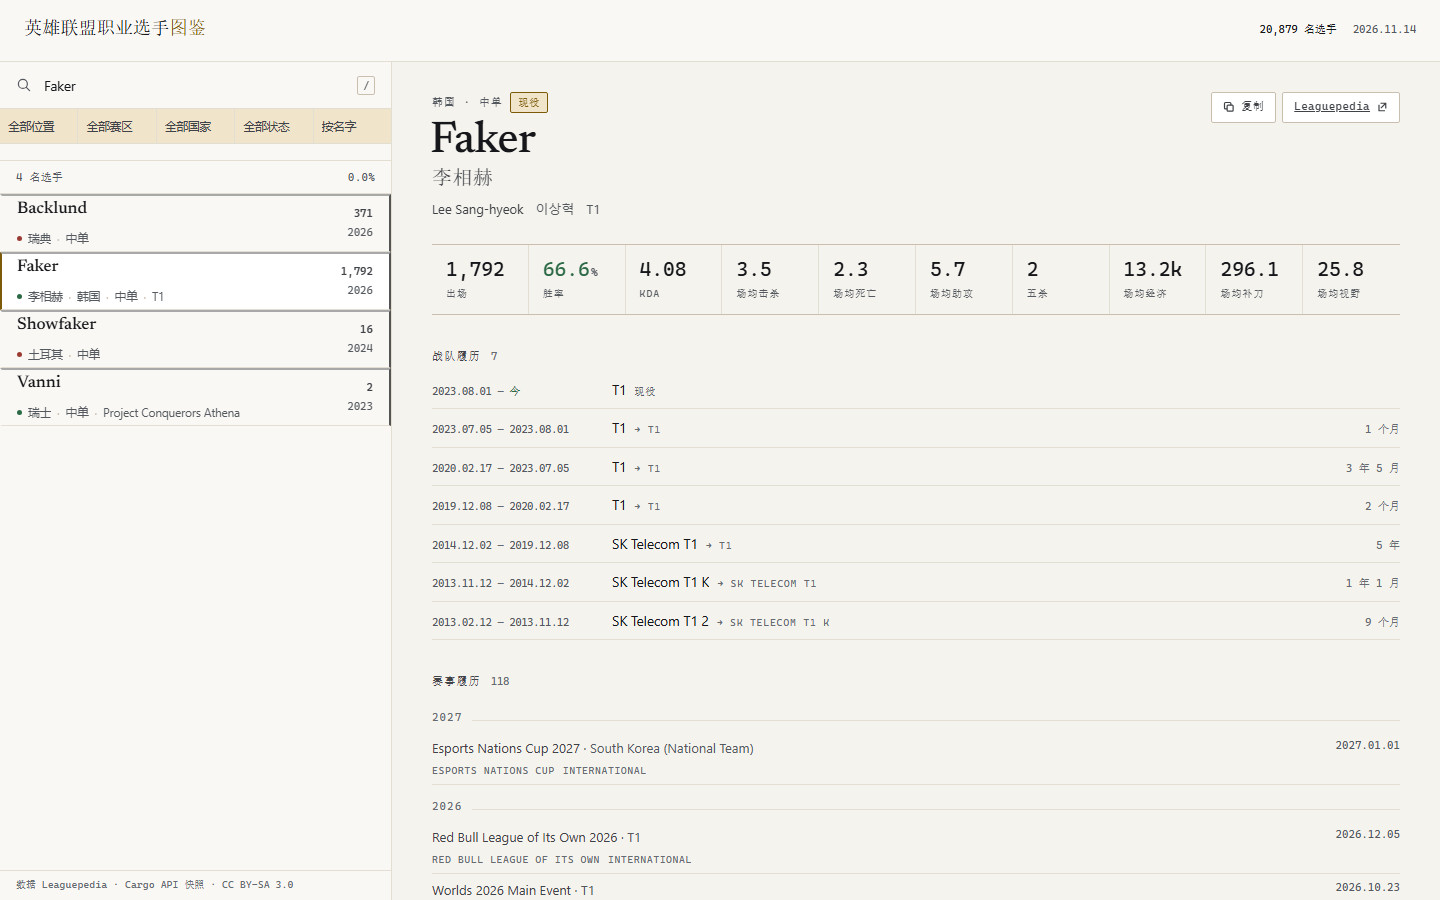 英雄联盟职业选手图鉴
20,879 名选手 2026.11.14
Faker /
全部位置 全部赛区 全部国家 全部状态 按名字
4 名选手 0.0%
Backlund 371
瑞典 · 中单 2026
Faker 1,792
李相赫 · 韩国 · 中单 · T1 2026
Showfaker 16
土耳其 · 中单 2024
Vanni 2
瑞士 · 中单 · Project Conquerors Athena 2023
数据 Leaguepedia · Cargo API 快照 · CC BY-SA 3.0
韩国 · 中单 现役
复制 Leaguepedia
Faker
李相赫
Lee Sang-hyeok 이상혁 T1
1,792 66.6% 4.08 3.5 2.3 5.7 2 13.2k 296.1 25.8
出场 胜率 KDA 场均击杀 场均死亡 场均助攻 五杀 场均经济 场均补刀 场均视野
战队履历 7
2023.08.01 — 今 T1 现役
2023.07.05 — 2023.08.01 T1 → T1 1 个月
2020.02.17 — 2023.07.05 T1 → T1 3 年 5 月
2019.12.08 — 2020.02.17 T1 → T1 2 个月
2014.12.02 — 2019.12.08 SK Telecom T1 → T1 5 年
2013.11.12 — 2014.12.02 SK Telecom T1 K → SK TELECOM T1 1 年 1 月
2013.02.12 — 2013.11.12 SK Telecom T1 2 → SK TELECOM T1 K 9 个月
赛事履历 118
2027
Esports Nations Cup 2027 · South Korea (National Team) 2027.01.01
ESPORTS NATIONS CUP INTERNATIONAL
2026
Red Bull League of Its Own 2026 · T1 2026.12.05
RED BULL LEAGUE OF ITS OWN INTERNATIONAL
Worlds 2026 Main Event · T1 2026.10.23